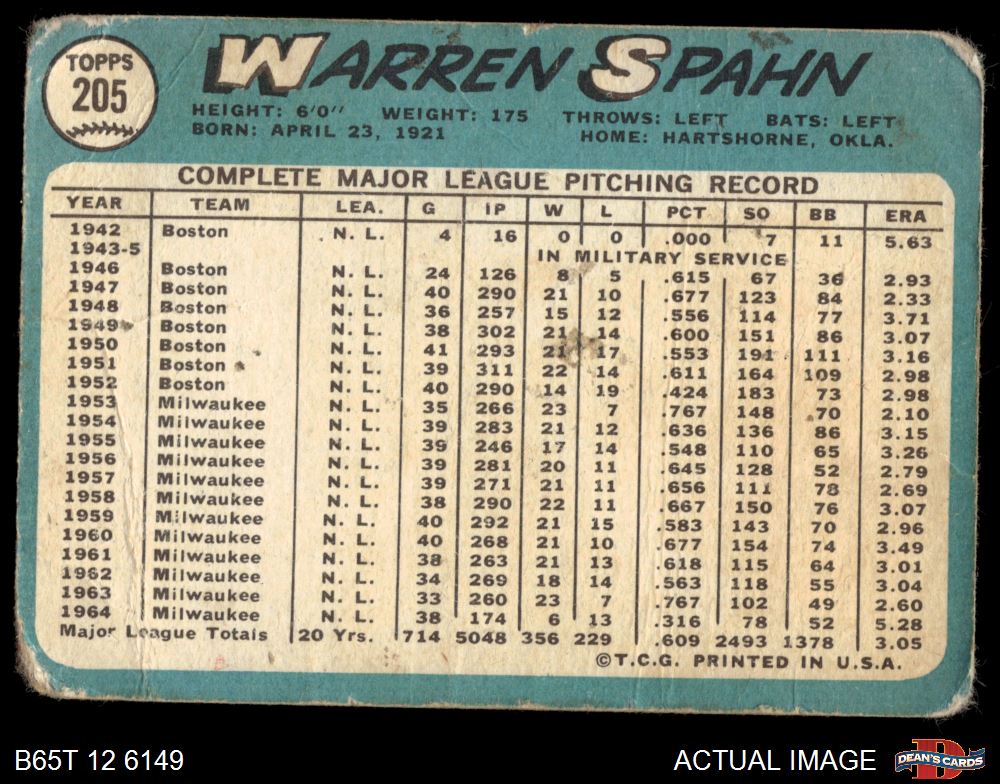 TOPPS
205
WARREN SPAHN
HEIGHT: 6'0" WEIGHT: 175 THROWS: LEFT BATS: LEFT
BORN: APRIL 23, 1921 HOME: HARTSHORNE, OKLA.
COMPLETE MAJOR LEAGUE PITCHING RECORD
YEAR TEAM LEA. G IP W L PCT SO BB ERA
1942 Boston N. L. 4 16 0 0 .000 7 11 5.63
1943-5 IN MILITARY SERVICE
1946 Boston N. L. 24 126 8 5 .615 67 36 2.93
1947 Boston N. L. 40 290 21 10 .677 123 84 2.33
1948 Boston N. L. 36 257 15 12 .556 114 77 3.71
1949 Boston N. L. 38 302 21 14 .600 151 86 3.07
1950 Boston N. L. 41 293 21 17 .553 191 111 3.16
1951 Boston N. L. 39 311 22 14 .611 164 109 2.98
1952 Boston N. L. 40 290 14 19 .424 183 73 2.98
1953 Milwaukee N. L. 35 266 23 7 .767 148 70 2.10
1954 Milwaukee N. L. 39 283 21 12 .636 136 86 3.15
1955 Milwaukee N. L. 39 246 17 14 .548 110 65 3.26
1956 Milwaukee N. L. 39 281 20 11 .645 128 52 2.79
1957 Milwaukee N. L. 39 271 21 11 .656 111 78 2.69
1958 Milwaukee N. L. 38 290 22 11 .667 150 76 3.07
1959 Milwaukee N. L. 40 292 21 15 .583 143 70 2.96
1960 Milwaukee N. L. 40 268 21 10 .677 154 74 3.49
1961 Milwaukee N. L. 38 263 21 13 .618 115 64 3.01
1962 Milwaukee N. L. 34 269 18 14 .563 118 55 3.04
1963 Milwaukee N. L. 33 260 23 7 .767 102 49 2.60
1964 Milwaukee N. L. 38 174 6 13 .316 78 52 5.28
Major League Totals 20 Yrs. 714 5048 356 229 .609 2493 1378 3.05
©T.C.G. PRINTED IN U.S.A.
B65T 12 6149 ACTUAL IMAGE DEAN'S CARDS